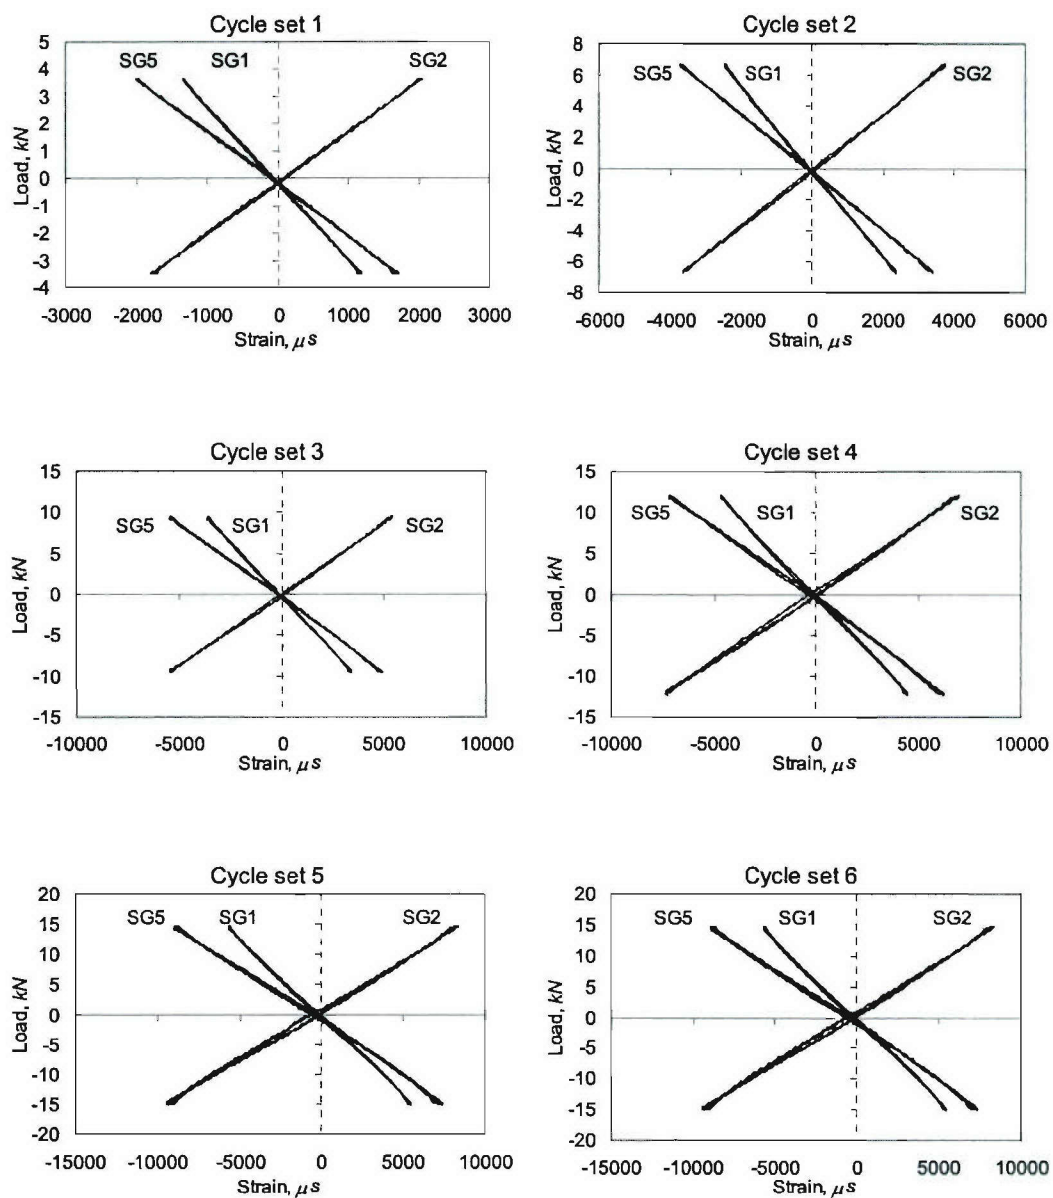 Cycle set 1
5
4
3
2
1
0
-1
-2
-3
-4
Load, kN
SG5
SG1
SG2
-3000 -2000 -1000 0 1000 2000 3000
Strain, μs
Cycle set 2
8
6
4
2
0
-2
-4
-6
-8
Load, kN
SG5
SG1
SG2
-6000 -4000 -2000 0 2000 4000 6000
Strain, μs
Cycle set 3
15
10
5
0
-5
-10
-15
Load, kN
SG5
SG1
SG2
-10000 -5000 0 5000 10000
Strain, μs
Cycle set 4
15
10
5
0
-5
-10
-15
Load, kN
SG5
SG1
SG2
-10000 -5000 0 5000 10000
Strain, μs
Cycle set 5
20
15
10
5
0
-5
-10
-15
-20
Load, kN
SG5
SG1
SG2
-15000 -10000 -5000 0 5000 10000
Strain, μs
Cycle set 6
20
15
10
5
0
-5
-10
-15
-20
Load, kN
SG5
SG1
SG2
-15000 -10000 -5000 0 5000 10000
Strain, μs